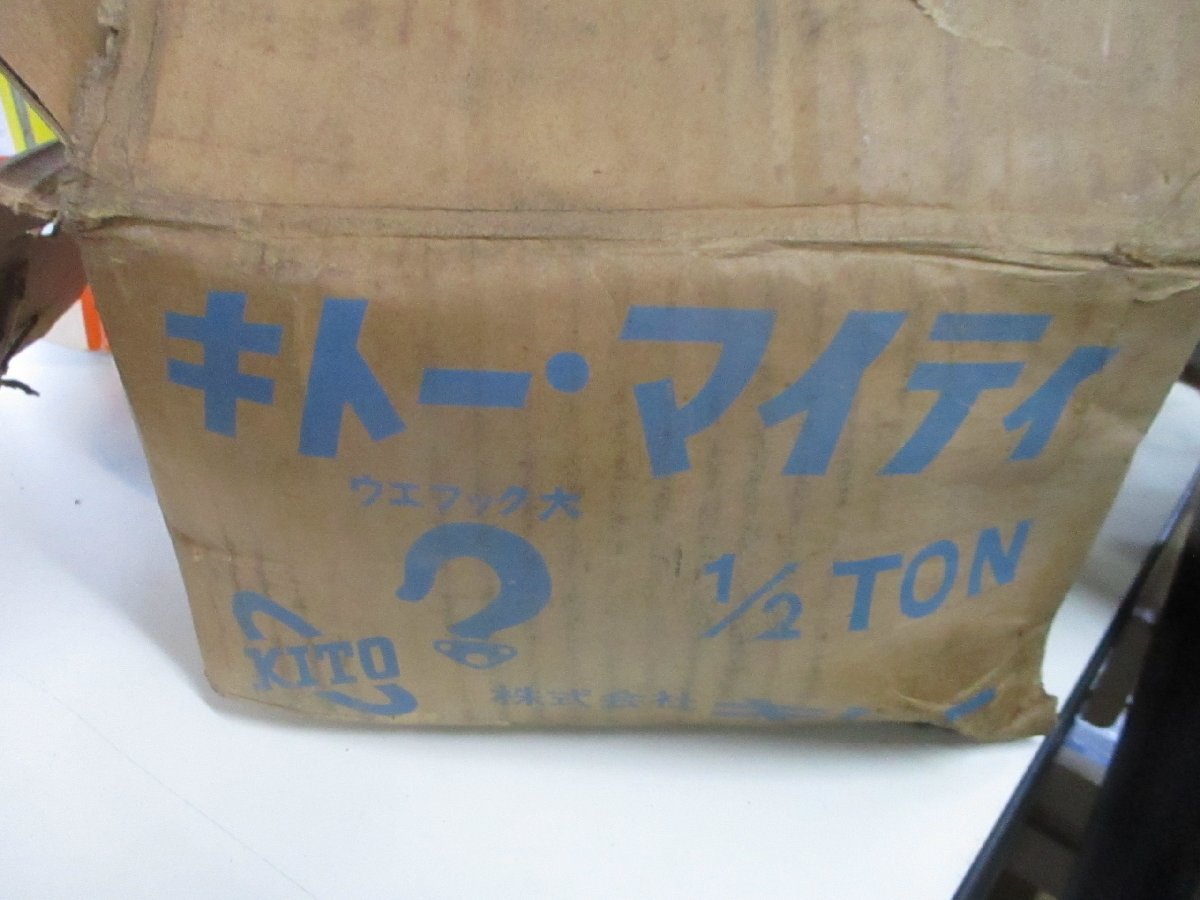 キトー・マイティ
ウエフック大
1/2 TON
KITO
株式会社